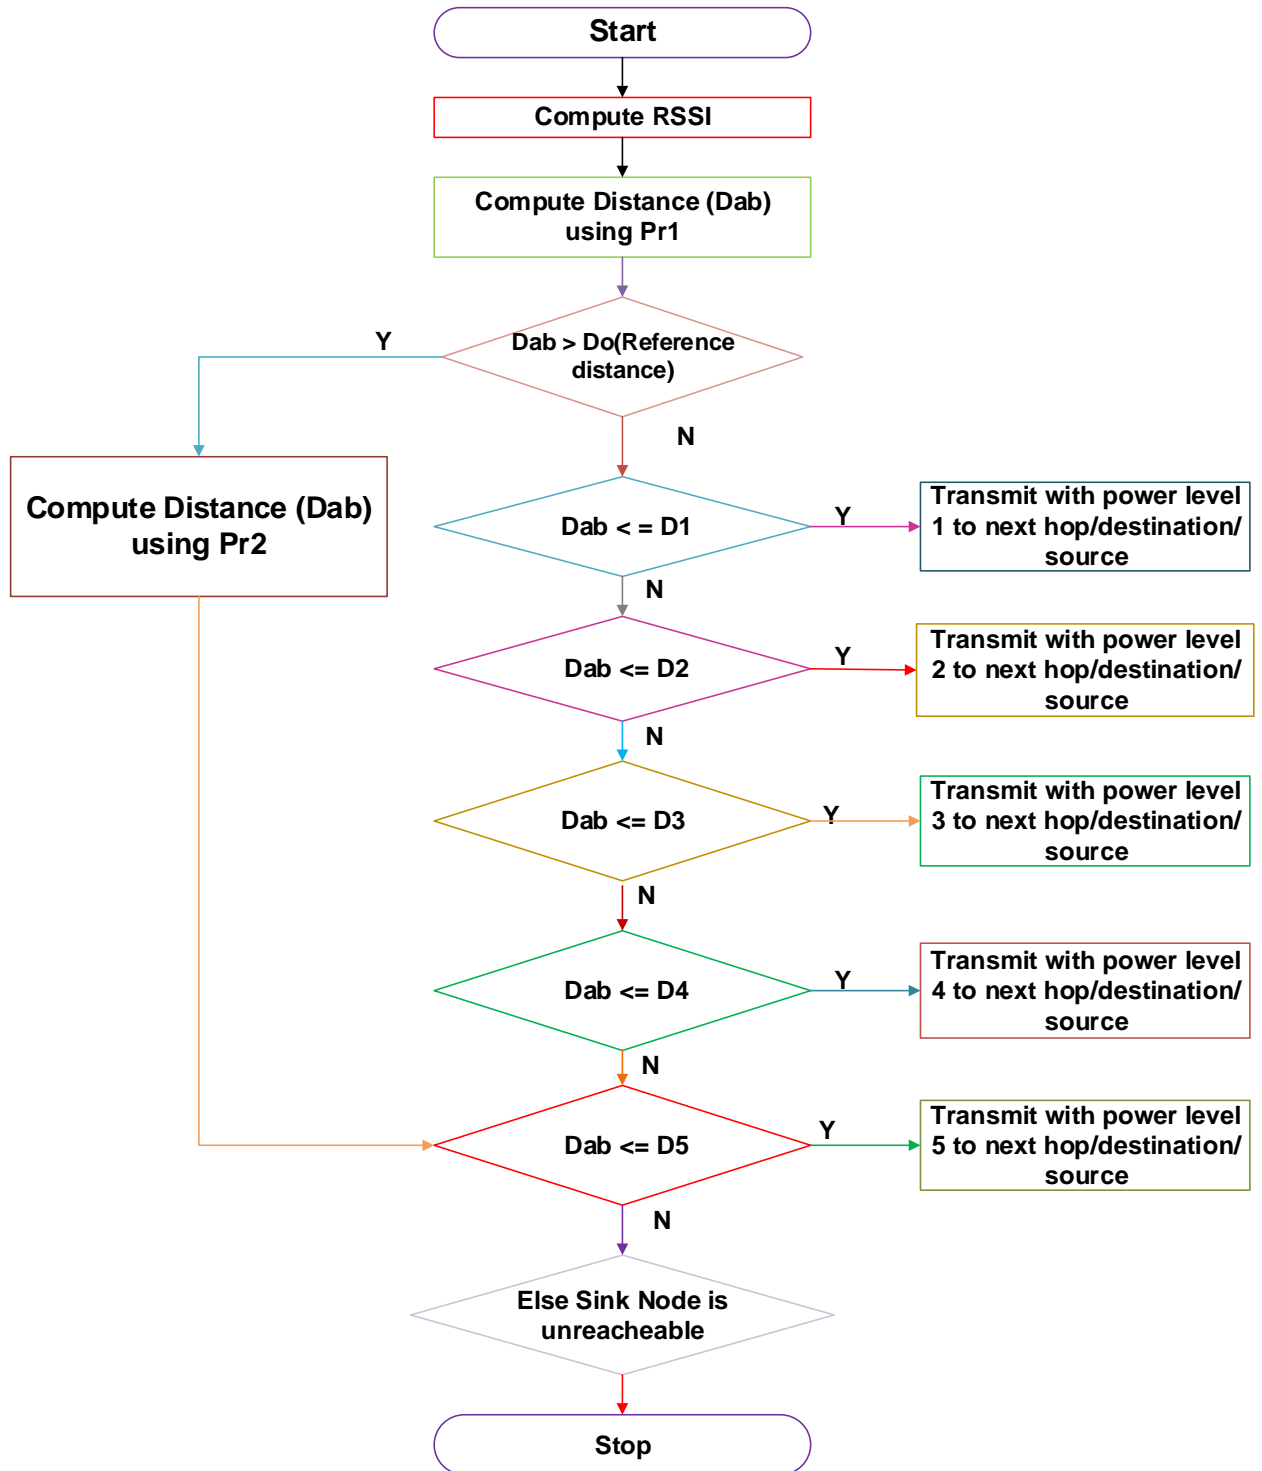 Start
Compute RSSI
Compute Distance (Dab)
using Pr1
Y
Dab > Do(Reference
distance)
N
Compute Distance (Dab)
using Pr2
Dab <= D1
Y
Transmit with power level
1 to next hop/destination/
source
N
Dab <= D2
Y
Transmit with power level
2 to next hop/destination/
source
N
Dab <= D3
Y
Transmit with power level
3 to next hop/destination/
source
N
Dab <= D4
Y
Transmit with power level
4 to next hop/destination/
source
N
Dab <= D5
Y
Transmit with power level
5 to next hop/destination/
source
N
Else Sink Node is
unreacheable
Stop